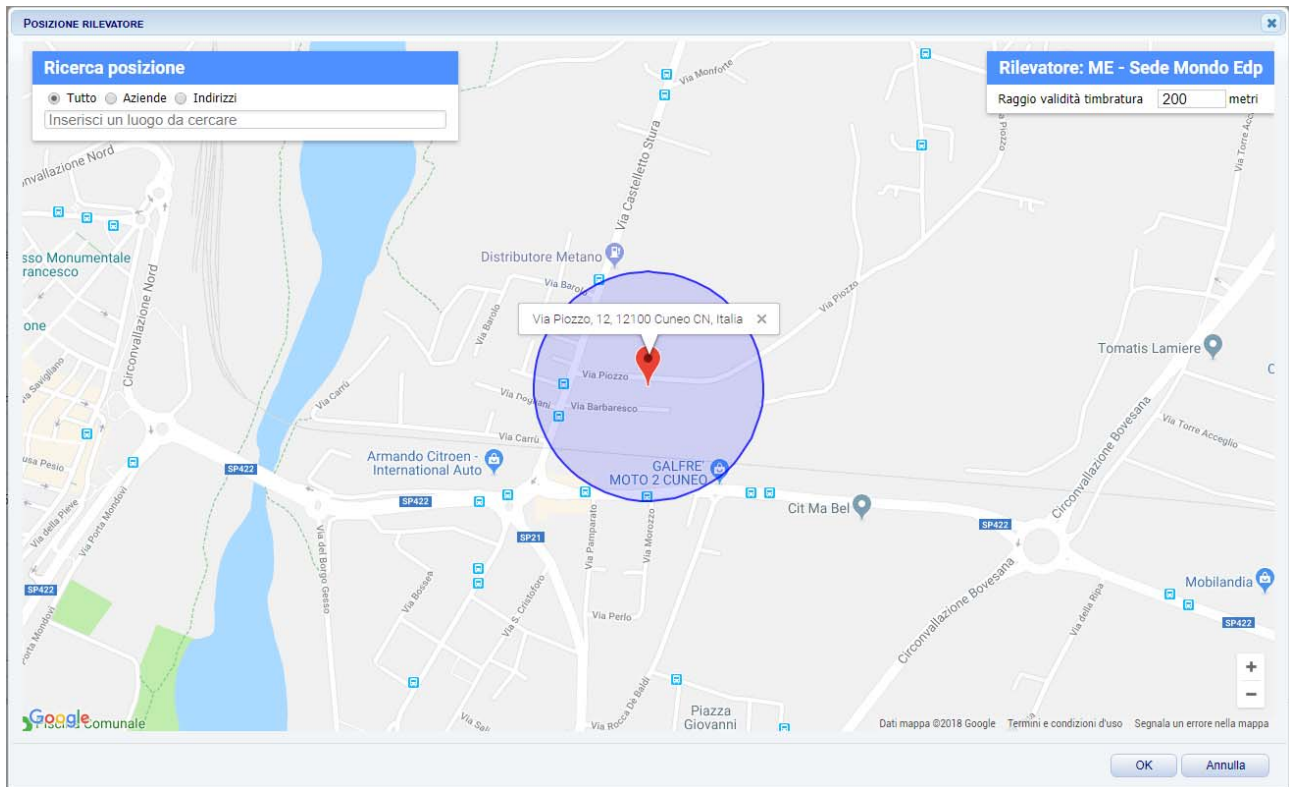 POSIZIONE RILEVATORE
Ricerca posizione
Tutto
Aziende
Indirizzi
Inserisci un luogo da cercare
Rilevatore: ME - Sede Mondo Edp
Raggio validità timbratura 200 metri
Via Monforte
Via Torre Acc
Via Castelletto Stura
Circonvallazione Nord
Distributore Metano
Via Barolo
Via Barolo
Via Piozzo
Via Piozzo, 12, 12100 Cuneo CN, Italia
Tomatis Lamiere
one
Via Savigliano
Via Carrù
Via Piozzo
Via Barbaresco
Via Carrù
Via Torre Acceglio
Circonvallazione Bovesana
Armando Citroen -
International Auto
GALFRE
MOTO 2 CUNEO
SP422
SP422
Cit Ma Bel
SP422
SP21
Via della Pieve
Via Porta Mondovì
Via del Borgo Gesso
Via Pamparato
Via Morozzo
Via Bossea
Via S. Cristoforo
Via Perlo
Circonvallazione Bovesana
Via della Ripa
Mobilandia
SP422
SP422
Via Rocca De Baldi
Piazza
Giovanni
Google
Comunale
Dati mappa ©2018 Google
Termini e condizioni d'uso
Segnala un errore nella mappa
OK
Annulla